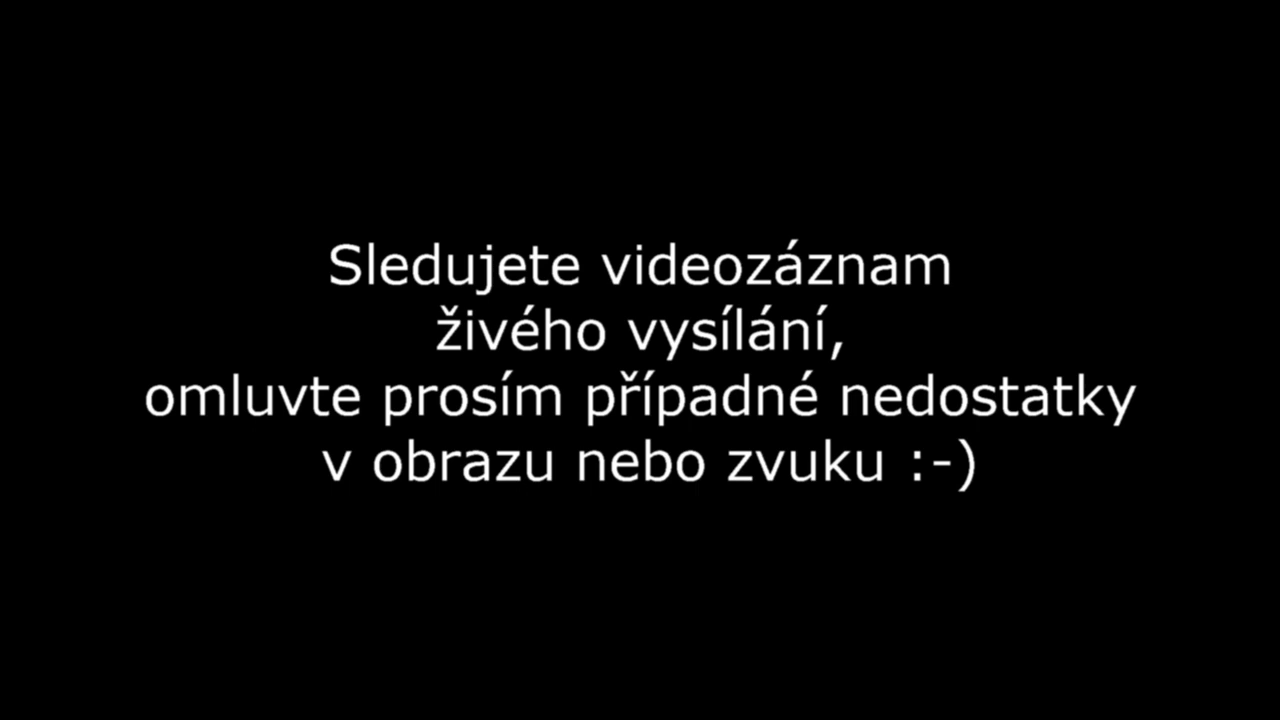 Sledujete videozáznam
živého vysílání,
omluvte prosím případné nedostatky
v obrazu nebo zvuku :-)